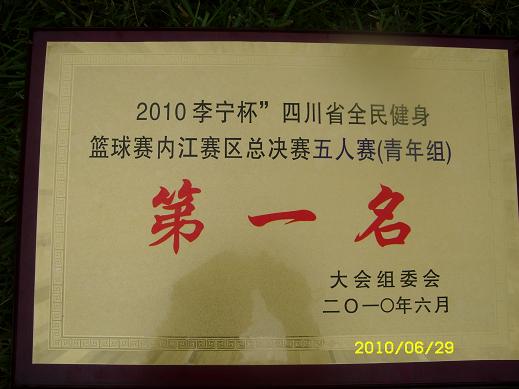 2010李宁杯”四川省全民健身
篮球赛内江赛区总决赛五人赛(青年组)
第一名
大会组委会
二○一○年六月
2010/06/29